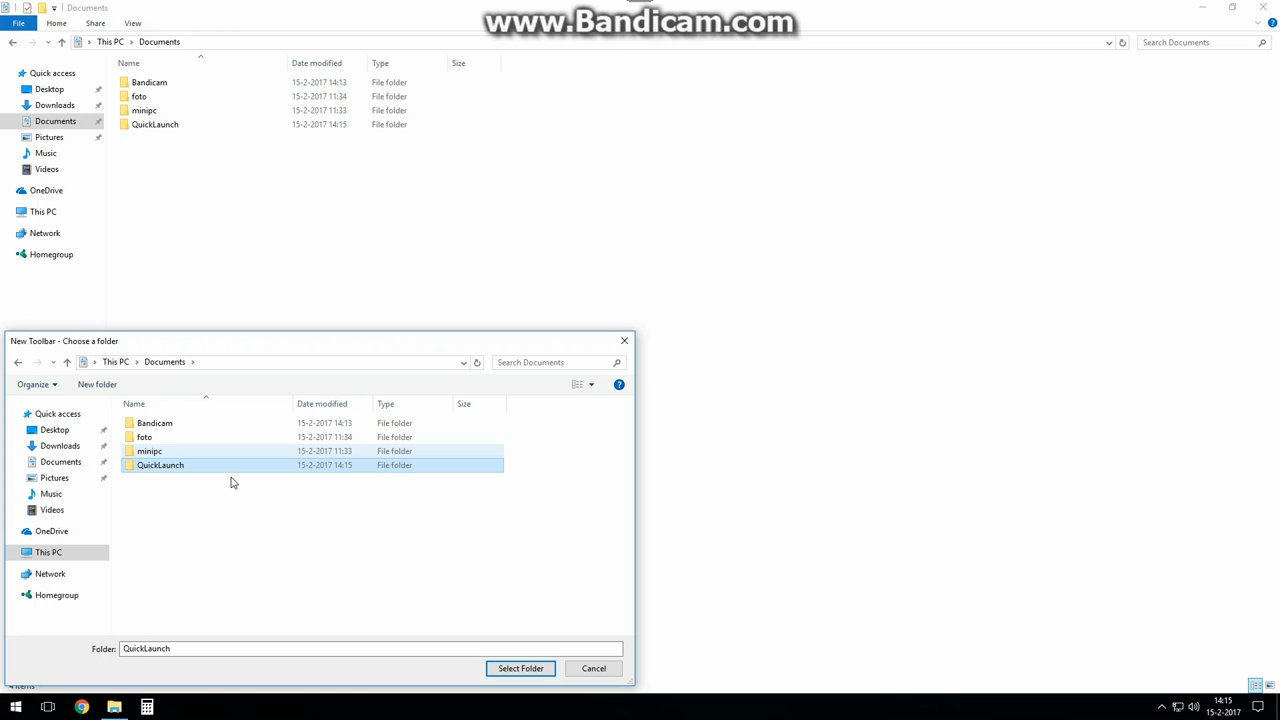 Documents
www.Bandicam.com
File Home Share View
This PC Documents Search Documents
Name Date modified Type Size
Quick access
Desktop
Downloads
Documents
Pictures
Music
Videos
OneDrive
This PC
Network
Homegroup
Bandicam 15-2-2017 14:13 File folder
foto 15-2-2017 11:34 File folder
minipc 15-2-2017 11:33 File folder
QuickLaunch 15-2-2017 14:15 File folder
New Toolbar - Choose a folder
This PC Documents Search Documents
Organize New folder
Name Date modified Type Size
Quick access
Desktop
Downloads
Documents
Pictures
Music
Videos
OneDrive
This PC
Network
Homegroup
Bandicam 15-2-2017 14:13 File folder
foto 15-2-2017 11:34 File folder
minipc 15-2-2017 11:33 File folder
QuickLaunch 15-2-2017 14:15 File folder
Folder: QuickLaunch
Select Folder Cancel
items
14:15
15-2-2017